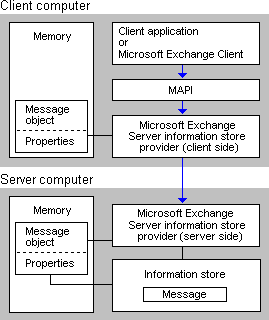 Client computer
Memory
Message
object
Properties
Client application
or
Microsoft Exchange Client
MAPI
Microsoft Exchange
Server information store
provider (client side)
Server computer
Memory
Message
object
Properties
Microsoft Exchange
Server information store
provider (server side)
Information store
Message